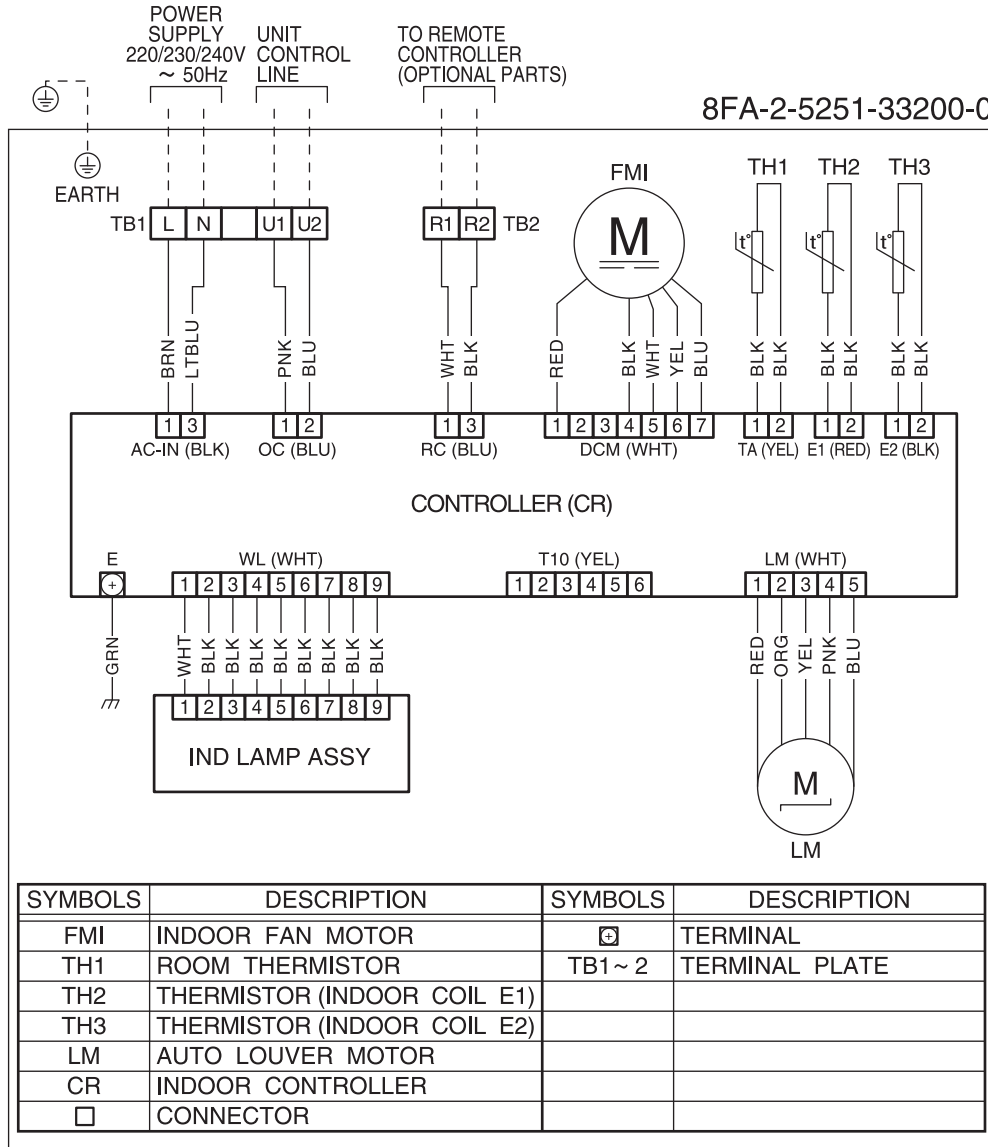 POWER
SUPPLY
220/230/240V
~ 50Hz
UNIT
CONTROL
LINE
TO REMOTE
CONTROLLER
(OPTIONAL PARTS)
8FA-2-5251-33200-0
EARTH
FMI
TH1 TH2 TH3
TB1 L N U1 U2
R1 R2 TB2
M
t° t° t°
BRN LTBLU PNK BLU WHT BLK RED BLK WHT YEL BLU BLK BLK BLK BLK BLK BLK
1 3 1 2 1 3 1 2 3 4 5 6 7 1 2 1 2 1 2
AC-IN (BLK) OC (BLU) RC (BLU) DCM (WHT) TA (YEL) E1 (RED) E2 (BLK)
CONTROLLER (CR)
E WL (WHT) T10 (YEL) LM (WHT)
1 2 3 4 5 6 7 8 9 1 2 3 4 5 6 1 2 3 4 5
GRN WHT BLK BLK BLK BLK BLK BLK BLK BLK RED ORG YEL PNK BLU
1 2 3 4 5 6 7 8 9
IND LAMP ASSY
M
LM
SYMBOLS DESCRIPTION SYMBOLS DESCRIPTION
FMI INDOOR FAN MOTOR TERMINAL
TH1 ROOM THERMISTOR TB1~2 TERMINAL PLATE
TH2 THERMISTOR (INDOOR COIL E1)
TH3 THERMISTOR (INDOOR COIL E2)
LM AUTO LOUVER MOTOR
CR INDOOR CONTROLLER
CONNECTOR